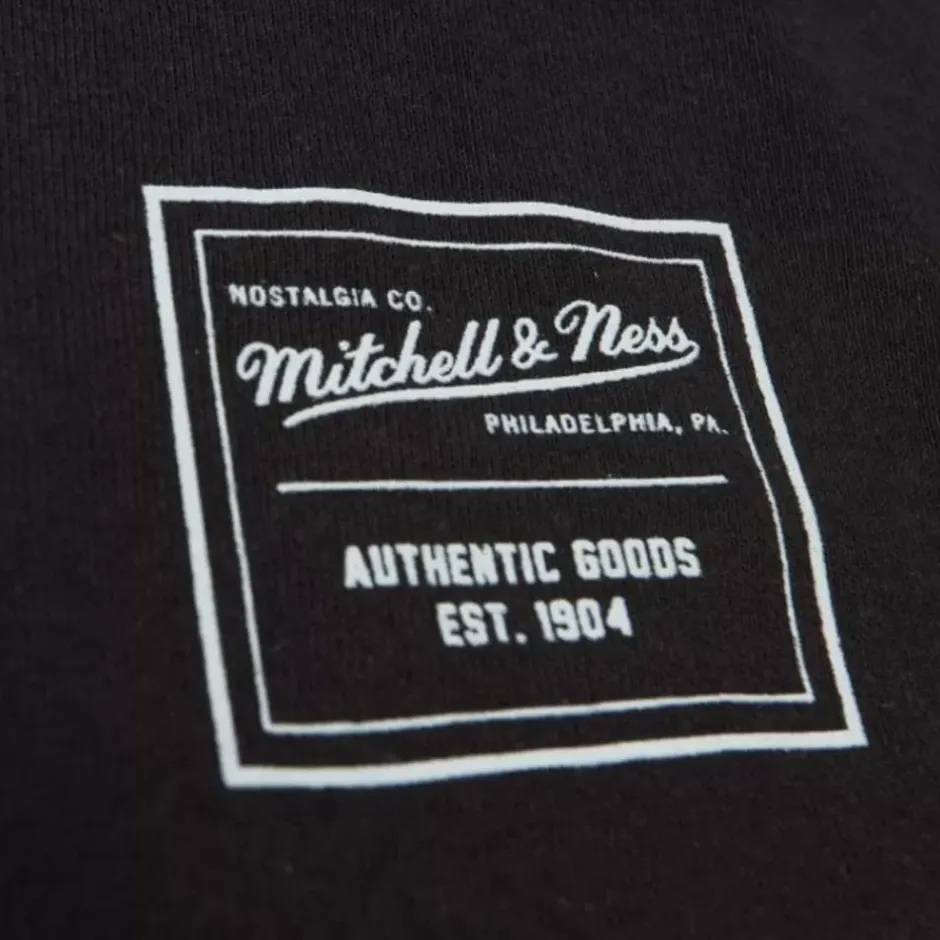 NOSTALGIA CO.
Mitchell & Ness
PHILADELPHIA, PA.
AUTHENTIC GOODS
EST. 1904